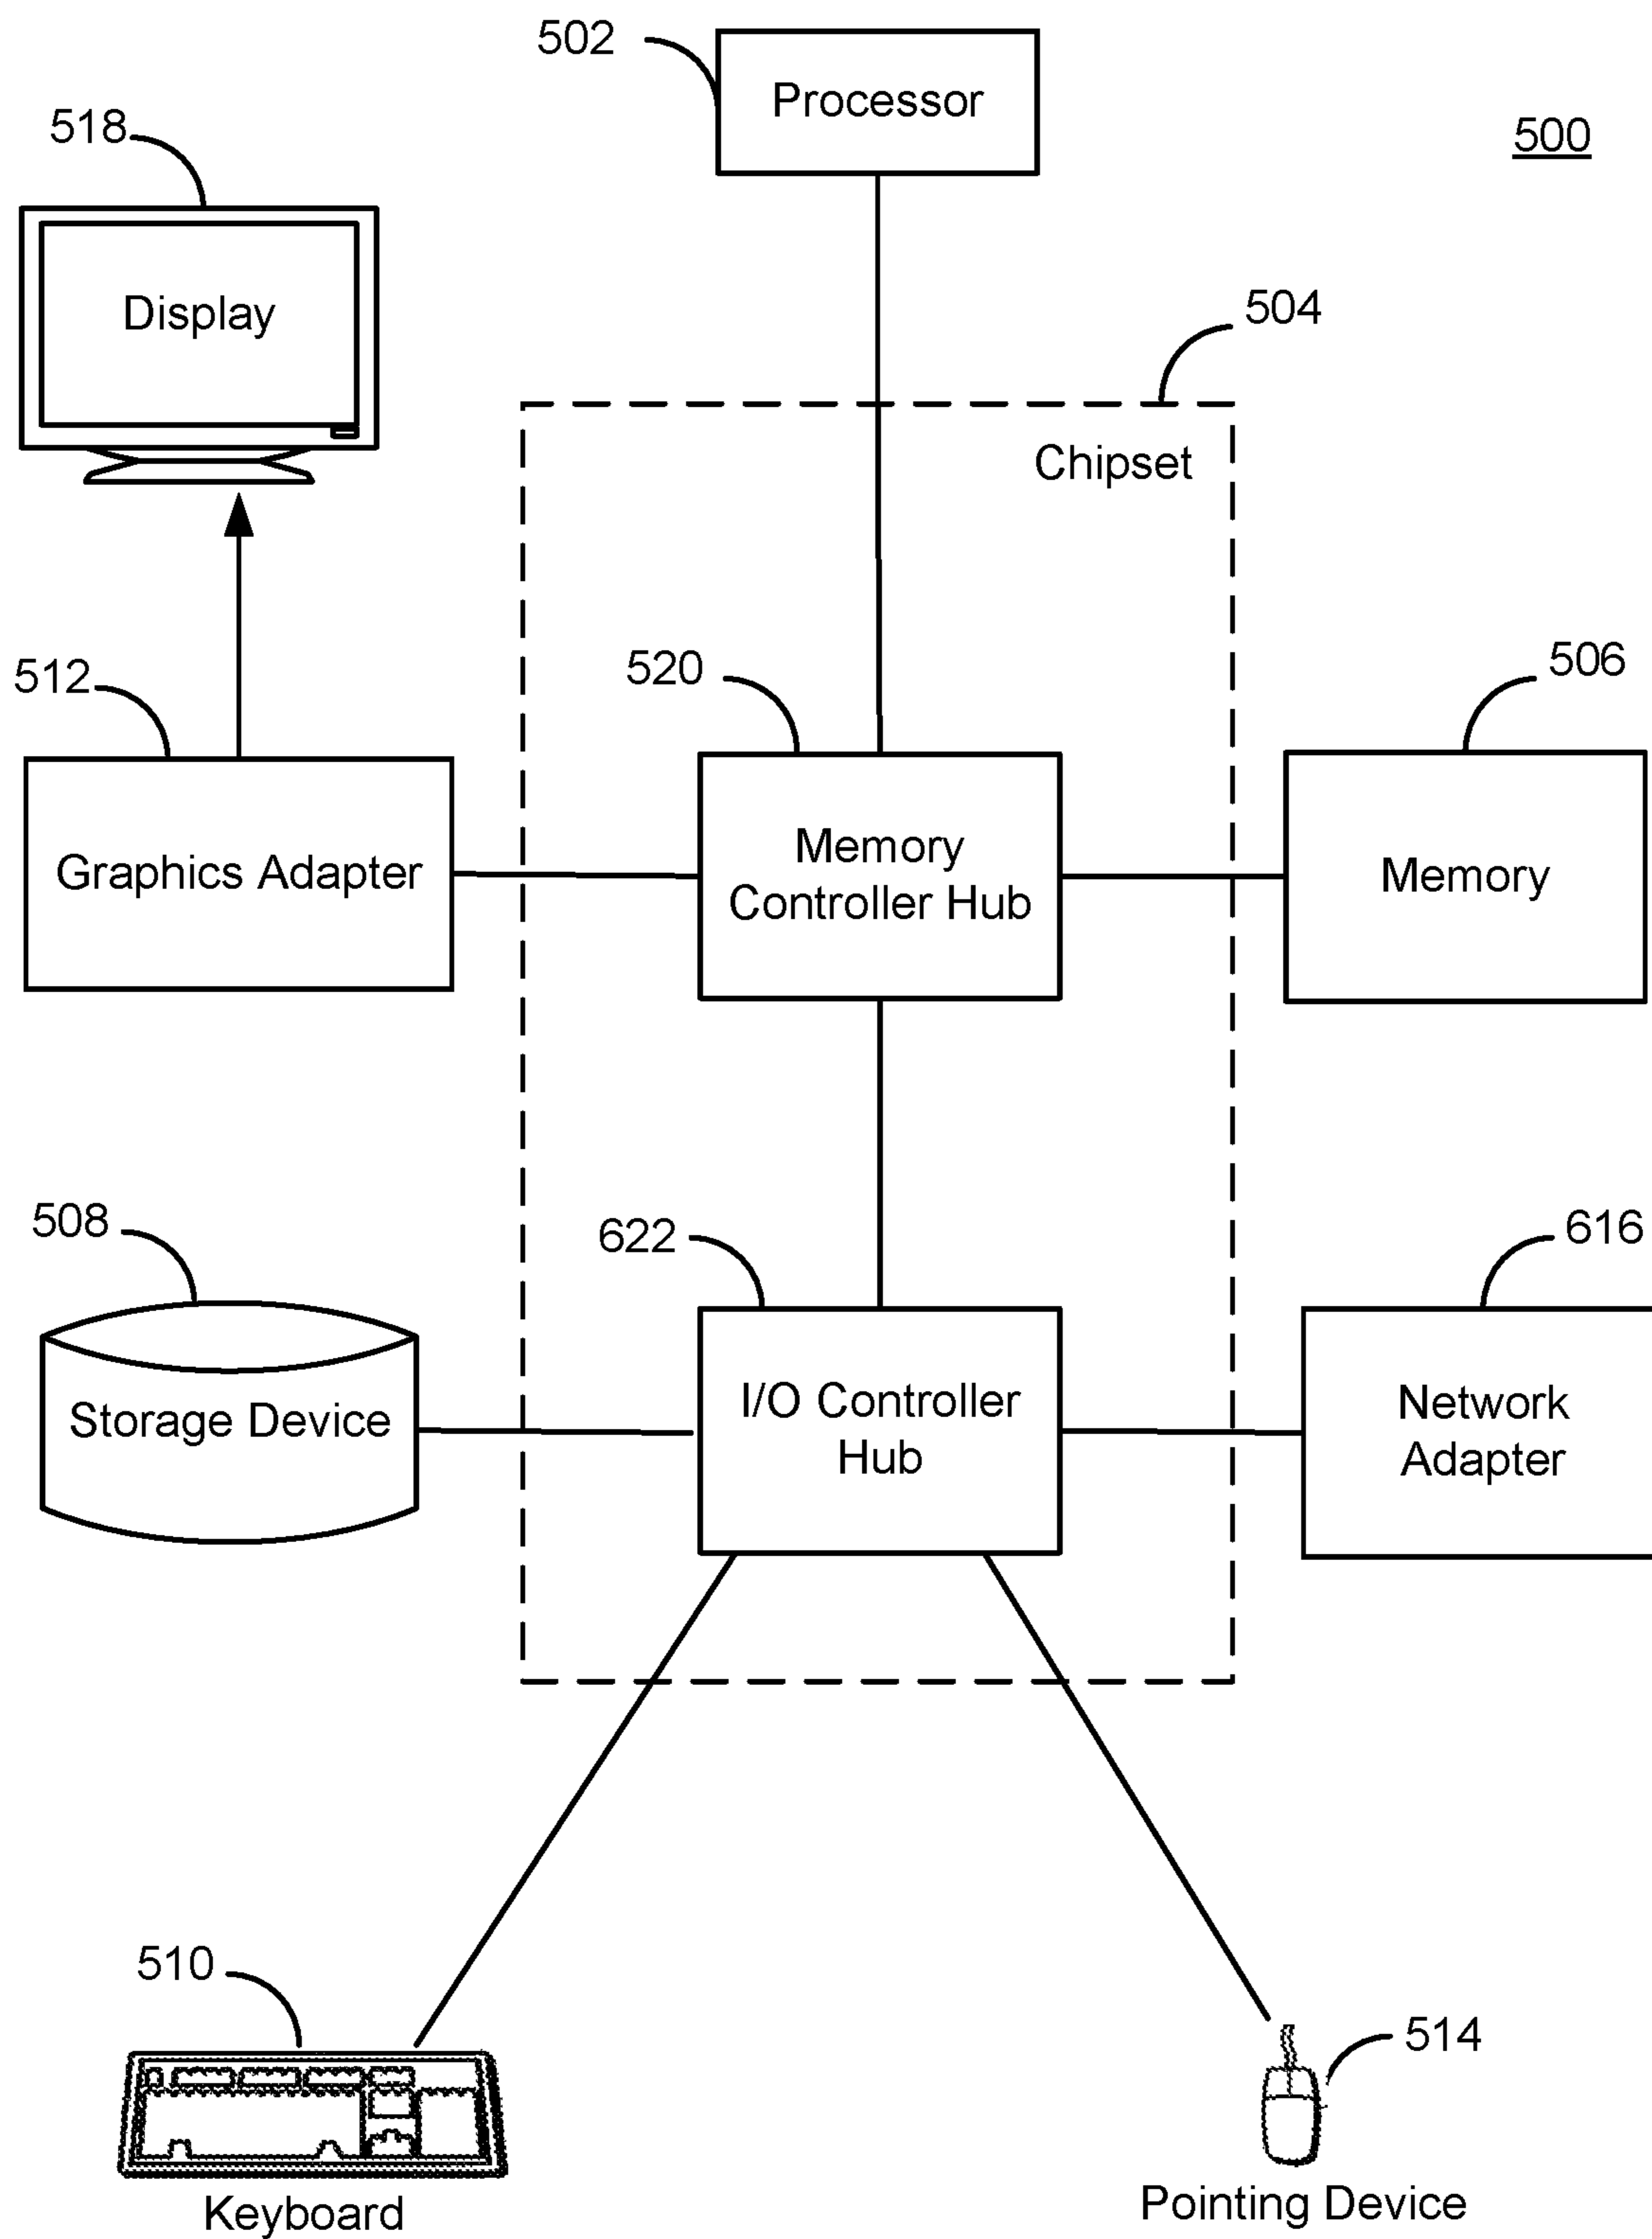 502
Processor
500
518
Display
504
Chipset
512
520
506
Graphics Adapter
Memory
Controller Hub
Memory
508
622
616
Storage Device
I/O Controller
Hub
Network
Adapter
510
514
Keyboard
Pointing Device